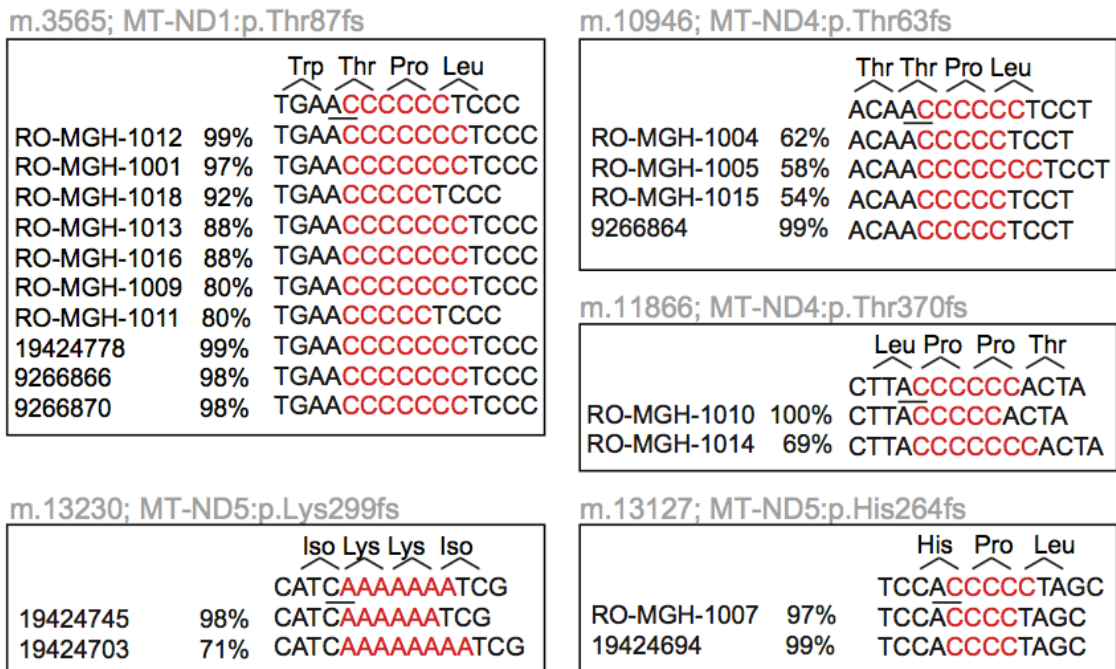 m.3565; MT-ND1:p.Thr87fs
Trp Thr Pro Leu
TGAACCCCCCTCCC
RO-MGH-1012 99% TGAACCCCCCCTCCC
RO-MGH-1001 97% TGAACCCCCCCTCCC
RO-MGH-1018 92% TGAACCCCCTCCC
RO-MGH-1013 88% TGAACCCCCCCTCCC
RO-MGH-1016 88% TGAACCCCCCCTCCC
RO-MGH-1009 80% TGAACCCCCCCTCCC
RO-MGH-1011 80% TGAACCCCCTCCC
19424778 99% TGAACCCCCCCTCCC
9266866 98% TGAACCCCCCCTCCC
9266870 98% TGAACCCCCCCTCCC
m.10946; MT-ND4:p.Thr63fs
Thr Thr Pro Leu
ACAACCCCCCTCCT
RO-MGH-1004 62% ACAACCCCCTCCT
RO-MGH-1005 58% ACAACCCCCCCTCCT
RO-MGH-1015 54% ACAACCCCCTCCT
9266864 99% ACAACCCCCTCCT
m.11866; MT-ND4:p.Thr370fs
Leu Pro Pro Thr
CTTACCCCCCACTA
RO-MGH-1010 100% CTTACCCCCACTA
RO-MGH-1014 69% CTTACCCCCCCACTA
m.13230; MT-ND5:p.Lys299fs
Iso Lys Lys Iso
CATCAAAAAAATCG
19424745 98% CATCAAAAAATCG
19424703 71% CATCAAAAAAAATCG
m.13127; MT-ND5:p.His264fs
His Pro Leu
TCCACCCCCTAGC
RO-MGH-1007 97% TCCACCCCTAGC
19424694 99% TCCACCCCTAGC